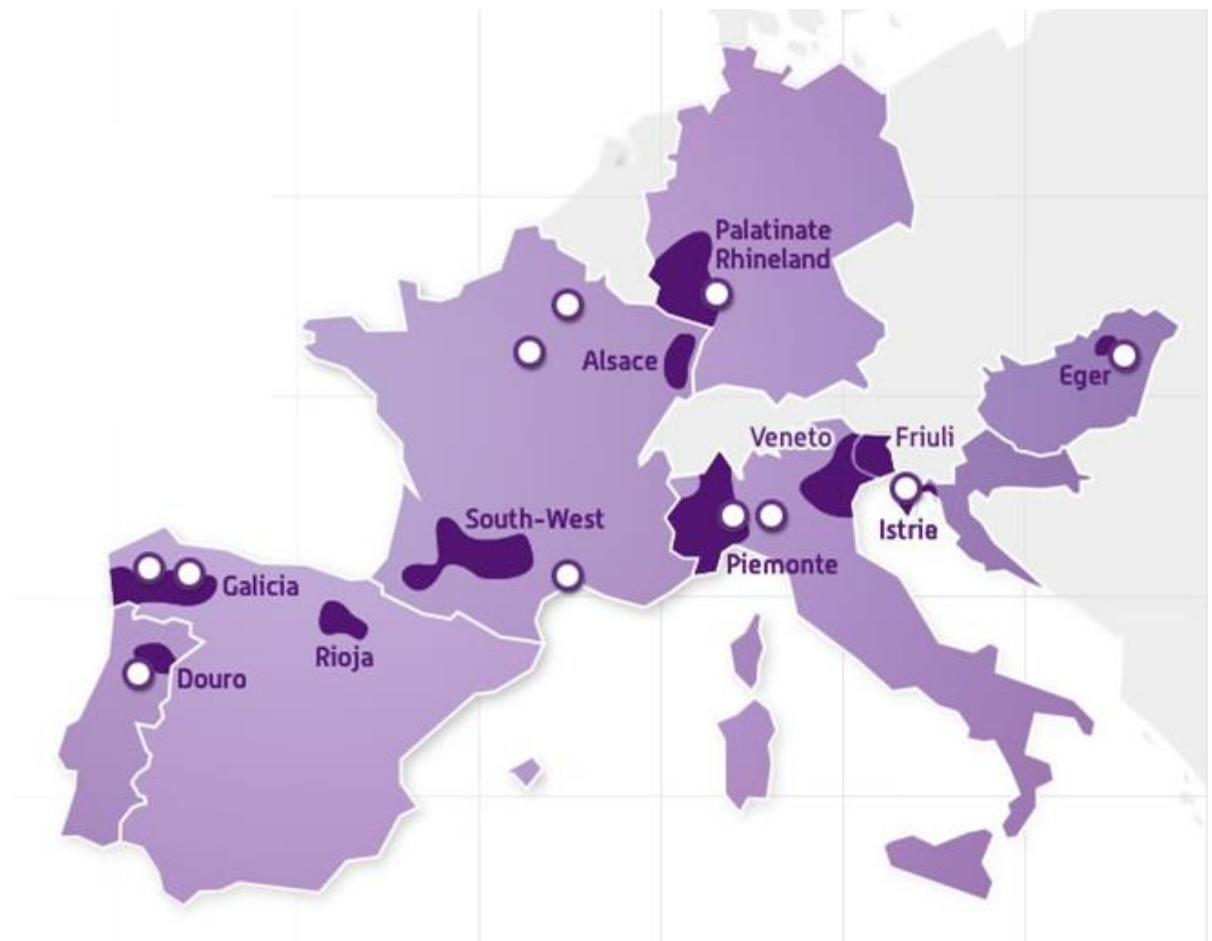 Palatinate
Rhineland
Alsace
Eger
Veneto
Friuli
South-West
Istrie
Piemonte
Galicia
Rioja
Douro